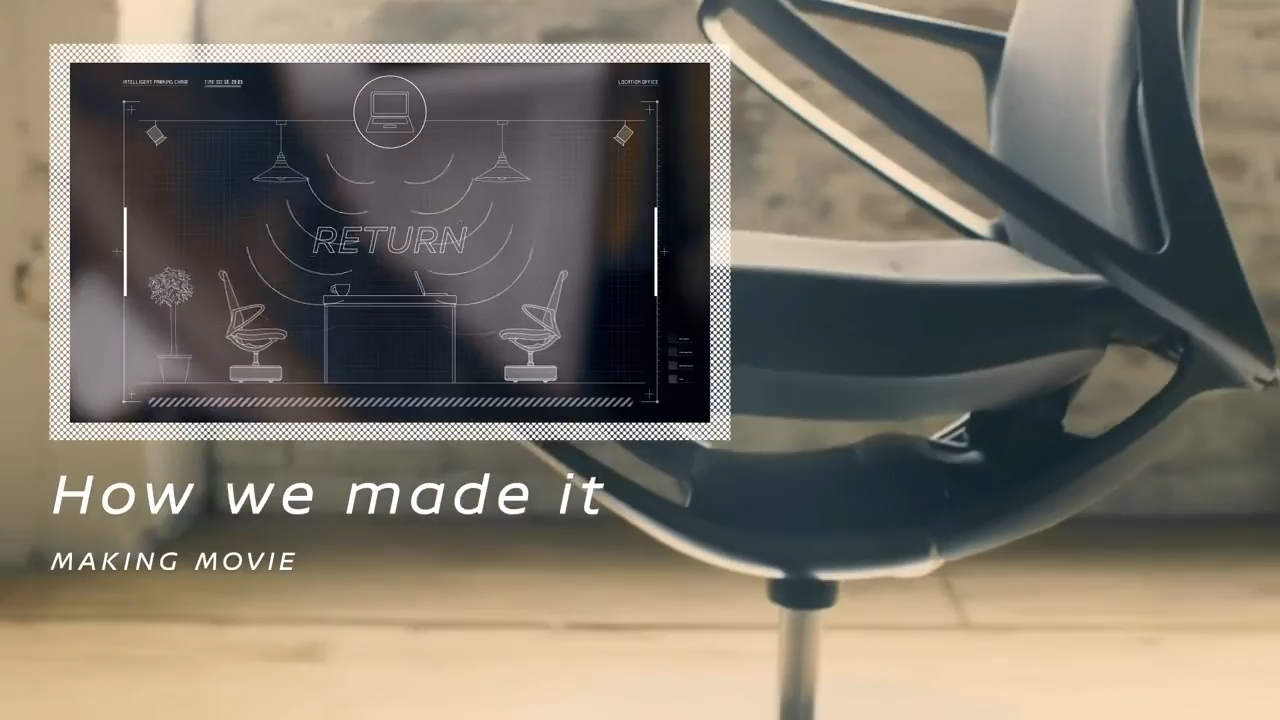 INTELLIGENT PARKING CHAIR
LOCATION OFFICE
RETURN
How we made it
MAKING MOVIE